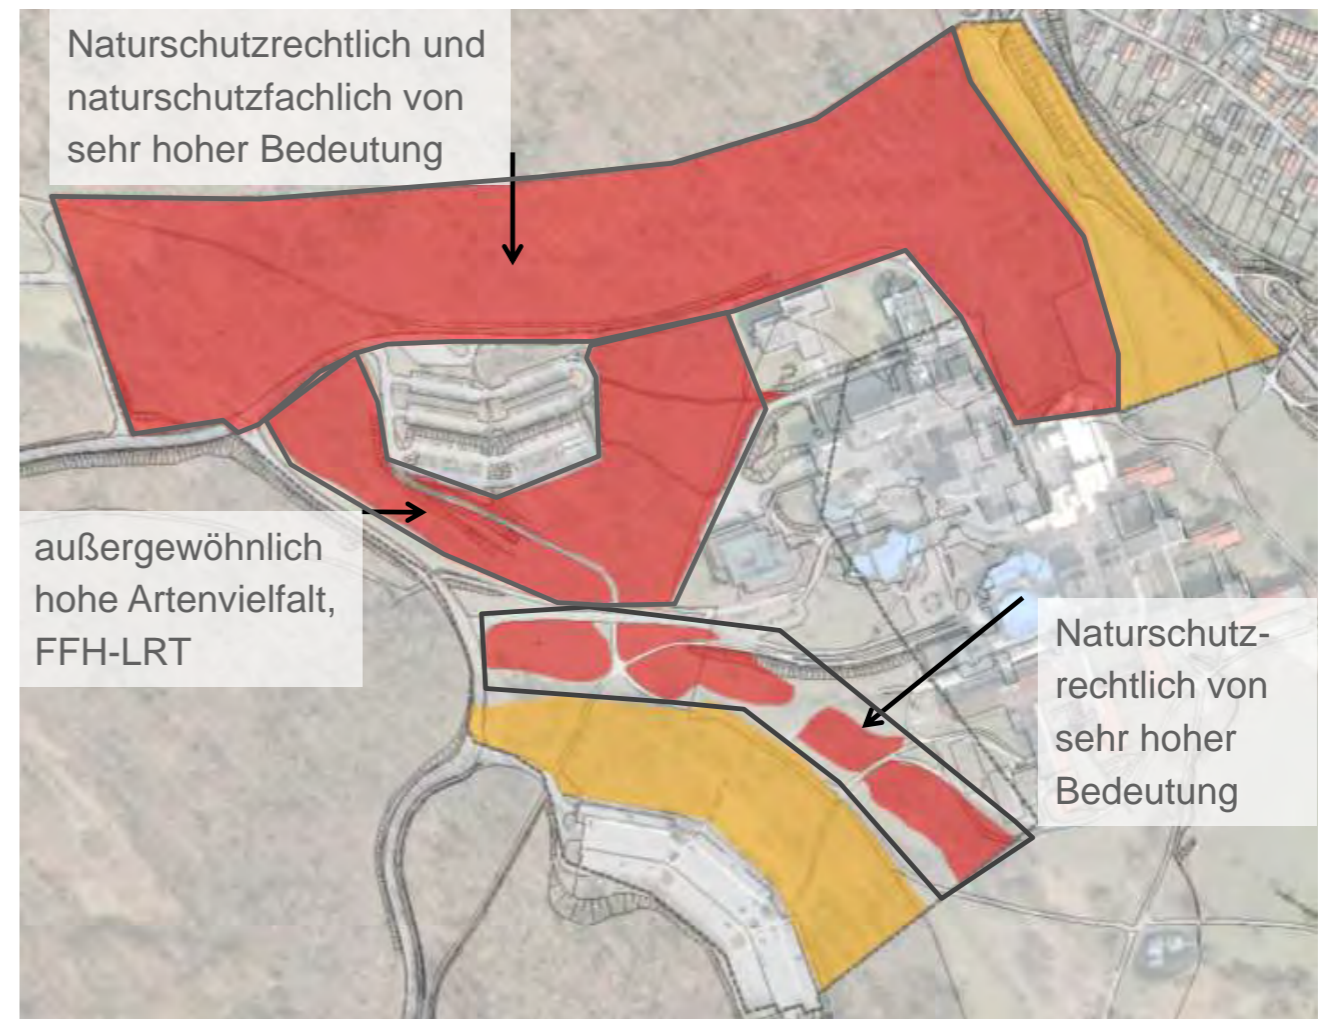 Naturschutzrechtlich und
naturschutzfachlich von
sehr hoher Bedeutung
außergewöhnlich
hohe Artenvielfalt,
FFH-LRT
Naturschutz-
rechtlich von
sehr hoher
Bedeutung